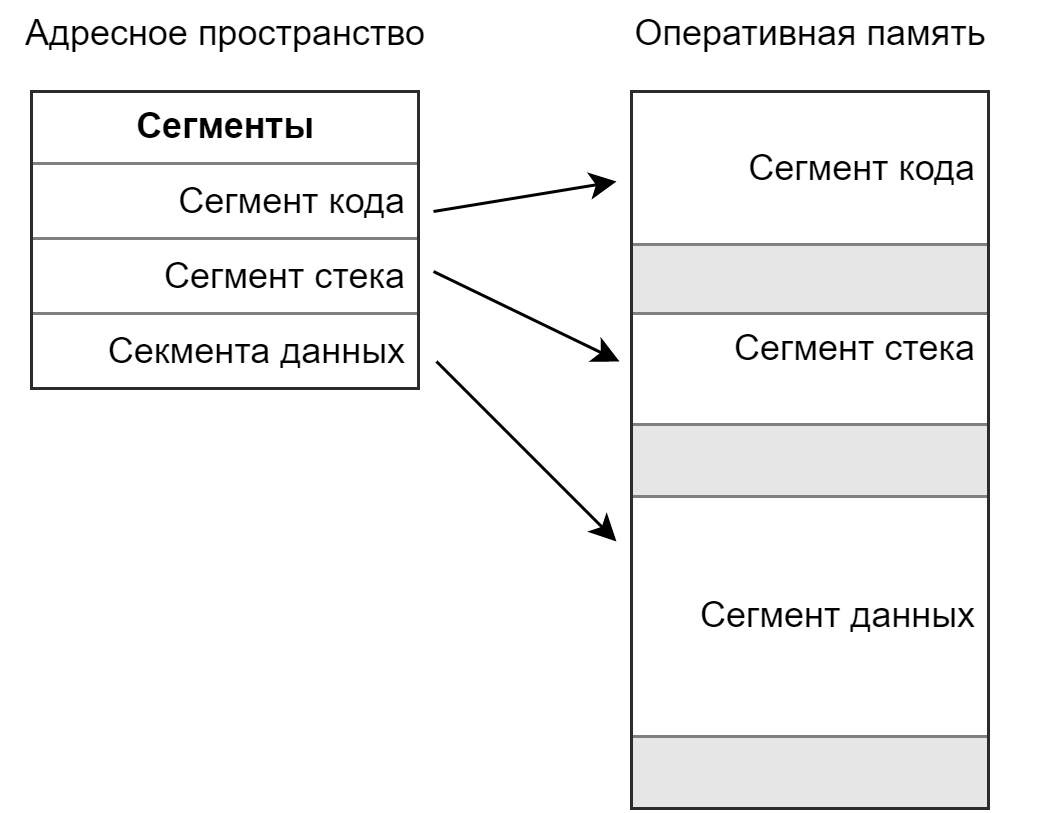 Адресное пространство
Оперативная память
Сегменты
Сегмент кода
Сегмент стека
Секмента данных
Сегмент кода
Сегмент стека
Сегмент данных